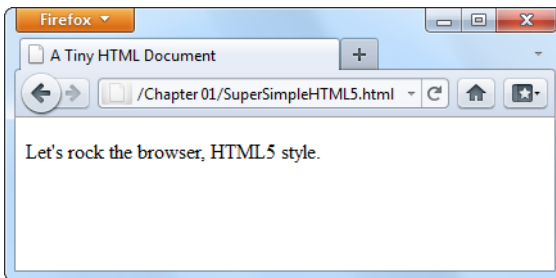 Firefox
A Tiny HTML Document
/Chapter 01/SuperSimpleHTML5.html
Let's rock the browser, HTML5 style.